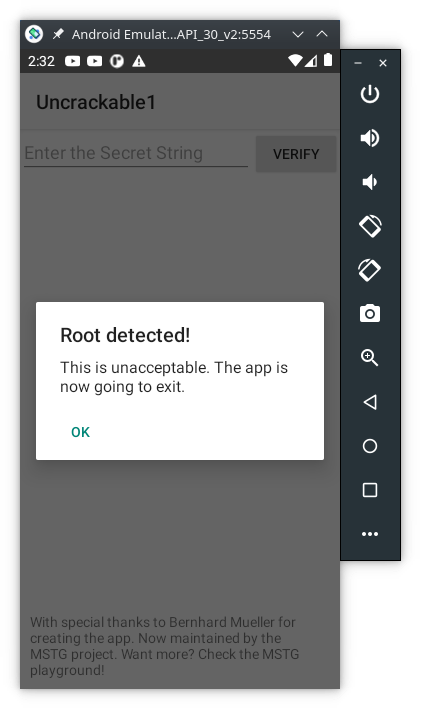 Android Emulat...API_30_v2:5554
2:32
Uncrackable1
Enter the Secret String
VERIFY
Root detected!
This is unacceptable. The app is
now going to exit.
OK
With special thanks to Bernhard Mueller for
creating the app. Now maintained by the
MSTG project. Want more? Check the MSTG
playground!